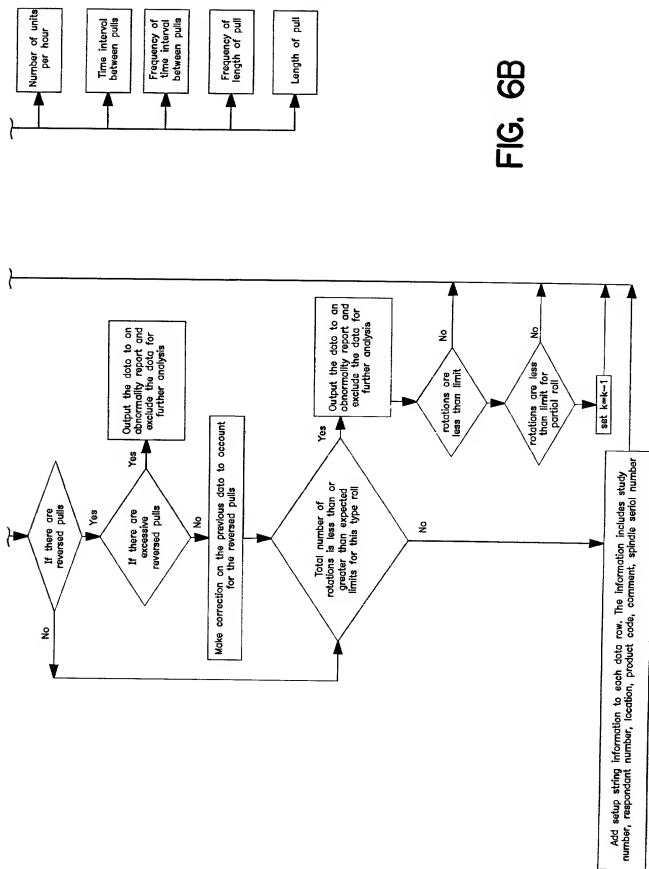 If there are
reversed pulls
No
Yes
If there are
excessive
reversed pulls
Yes
Output the data to an
abnormality report and
exclude the data for
further analysis
No
Make correction on the previous data to account
for the reversed pulls
Total number of
rotations is less than or
greater than expected
limits for this type roll
Yes
Output the data to an
abnormality report and
exclude the data for
further analysis
No
rotations are
less than limit
No
rotations are less
than limit for
partial roll
No
set k=k-1
Add setup string information to each data row. The information includes study
number, respondant number, location, product code, comment, spindle serial number
Number of units
per hour
Time interval
between pulls
Frequency of
time interval
between pulls
Frequency of
length of pull
Length of pull
FIG. 6B